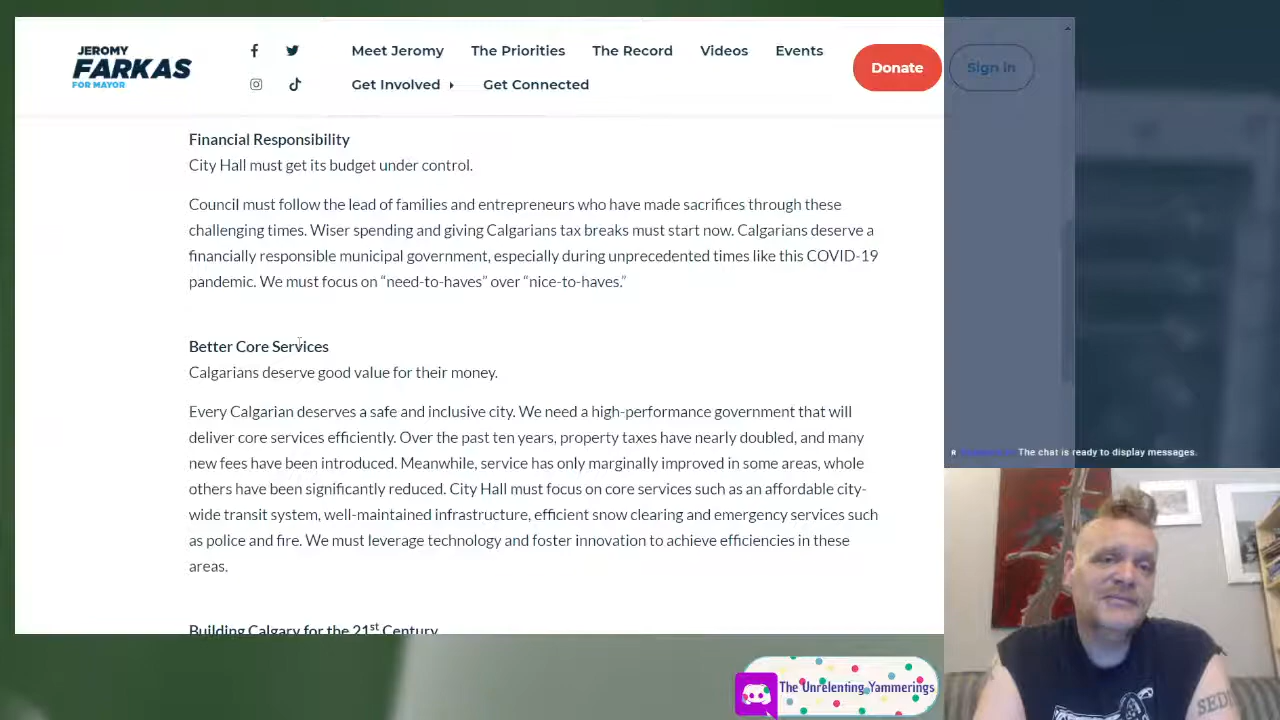 JEROMY
FARKAS
FOR MAYOR
Meet Jeromy The Priorities The Record Videos Events
Get Involved Get Connected
Donate
Sign in
Financial Responsibility
City Hall must get its budget under control.
Council must follow the lead of families and entrepreneurs who have made sacrifices through these
challenging times. Wiser spending and giving Calgarians tax breaks must start now. Calgarians deserve a
financially responsible municipal government, especially during unprecedented times like this COVID-19
pandemic. We must focus on “need-to-haves” over “nice-to-haves.”
Better Core Services
Calgarians deserve good value for their money.
Every Calgarian deserves a safe and inclusive city. We need a high-performance government that will
deliver core services efficiently. Over the past ten years, property taxes have nearly doubled, and many
new fees have been introduced. Meanwhile, service has only marginally improved in some areas, whole
others have been significantly reduced. City Hall must focus on core services such as an affordable city-
wide transit system, well-maintained infrastructure, efficient snow clearing and emergency services such
as police and fire. We must leverage technology and foster innovation to achieve efficiencies in these
areas.
Building Calgary for the 21st Century
The chat is ready to display messages.
The Unrelenting Yammerings